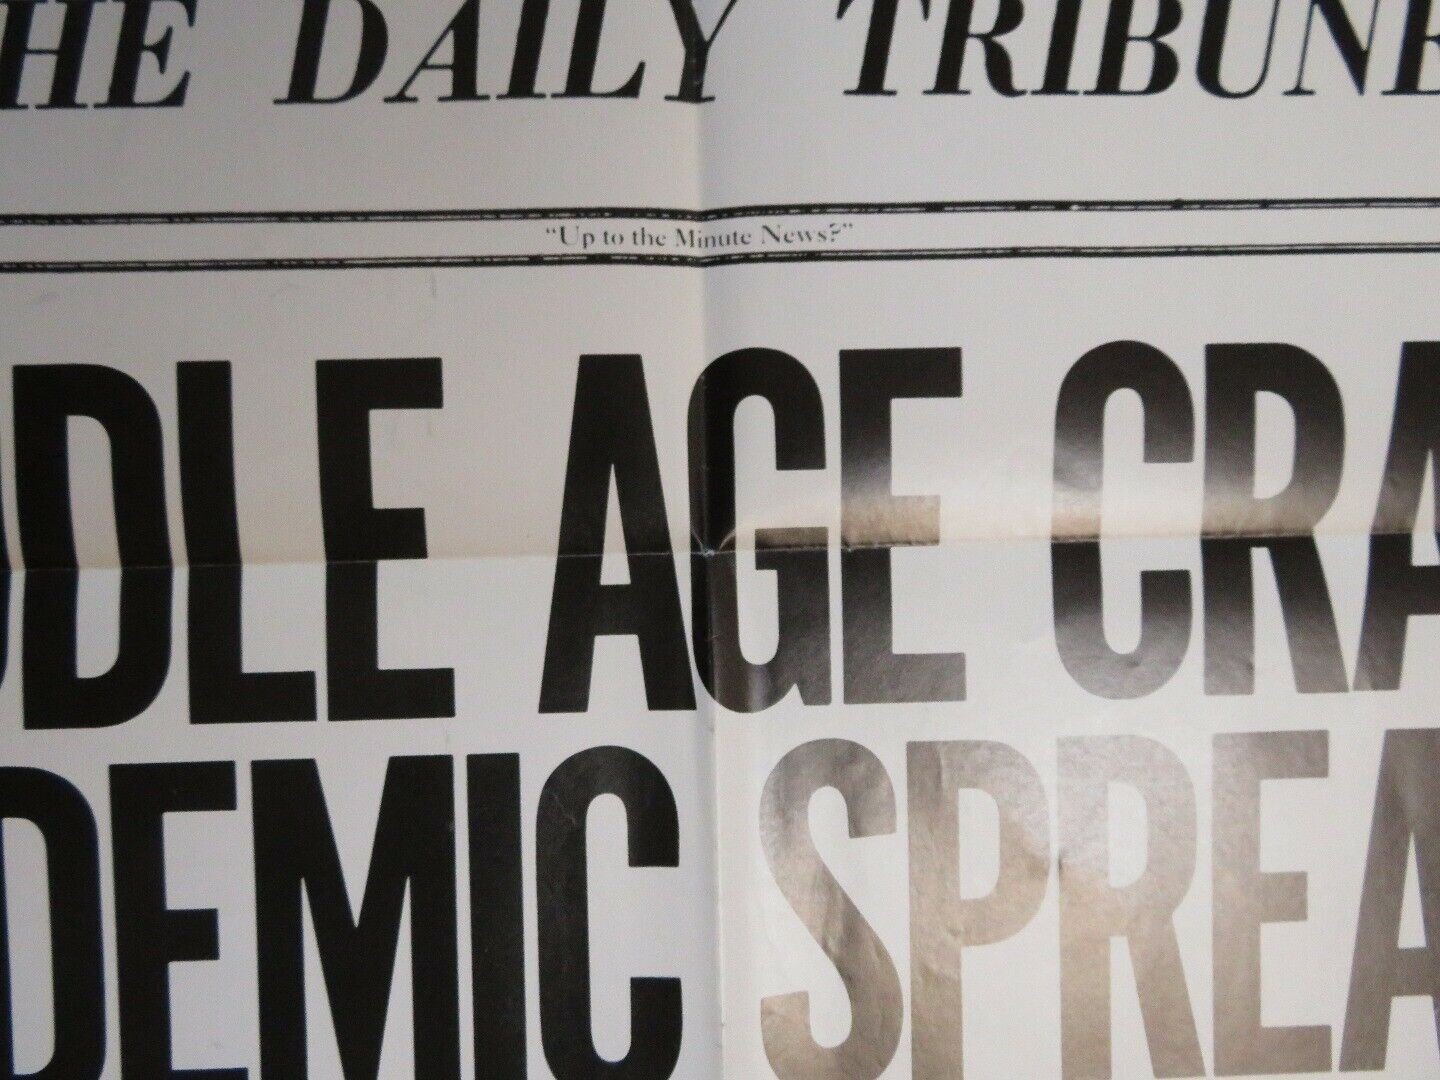 HE DAILY TRIBUNE
“Up to the Minute News?”
DDLE AGE CRA
DEMIC SPREA